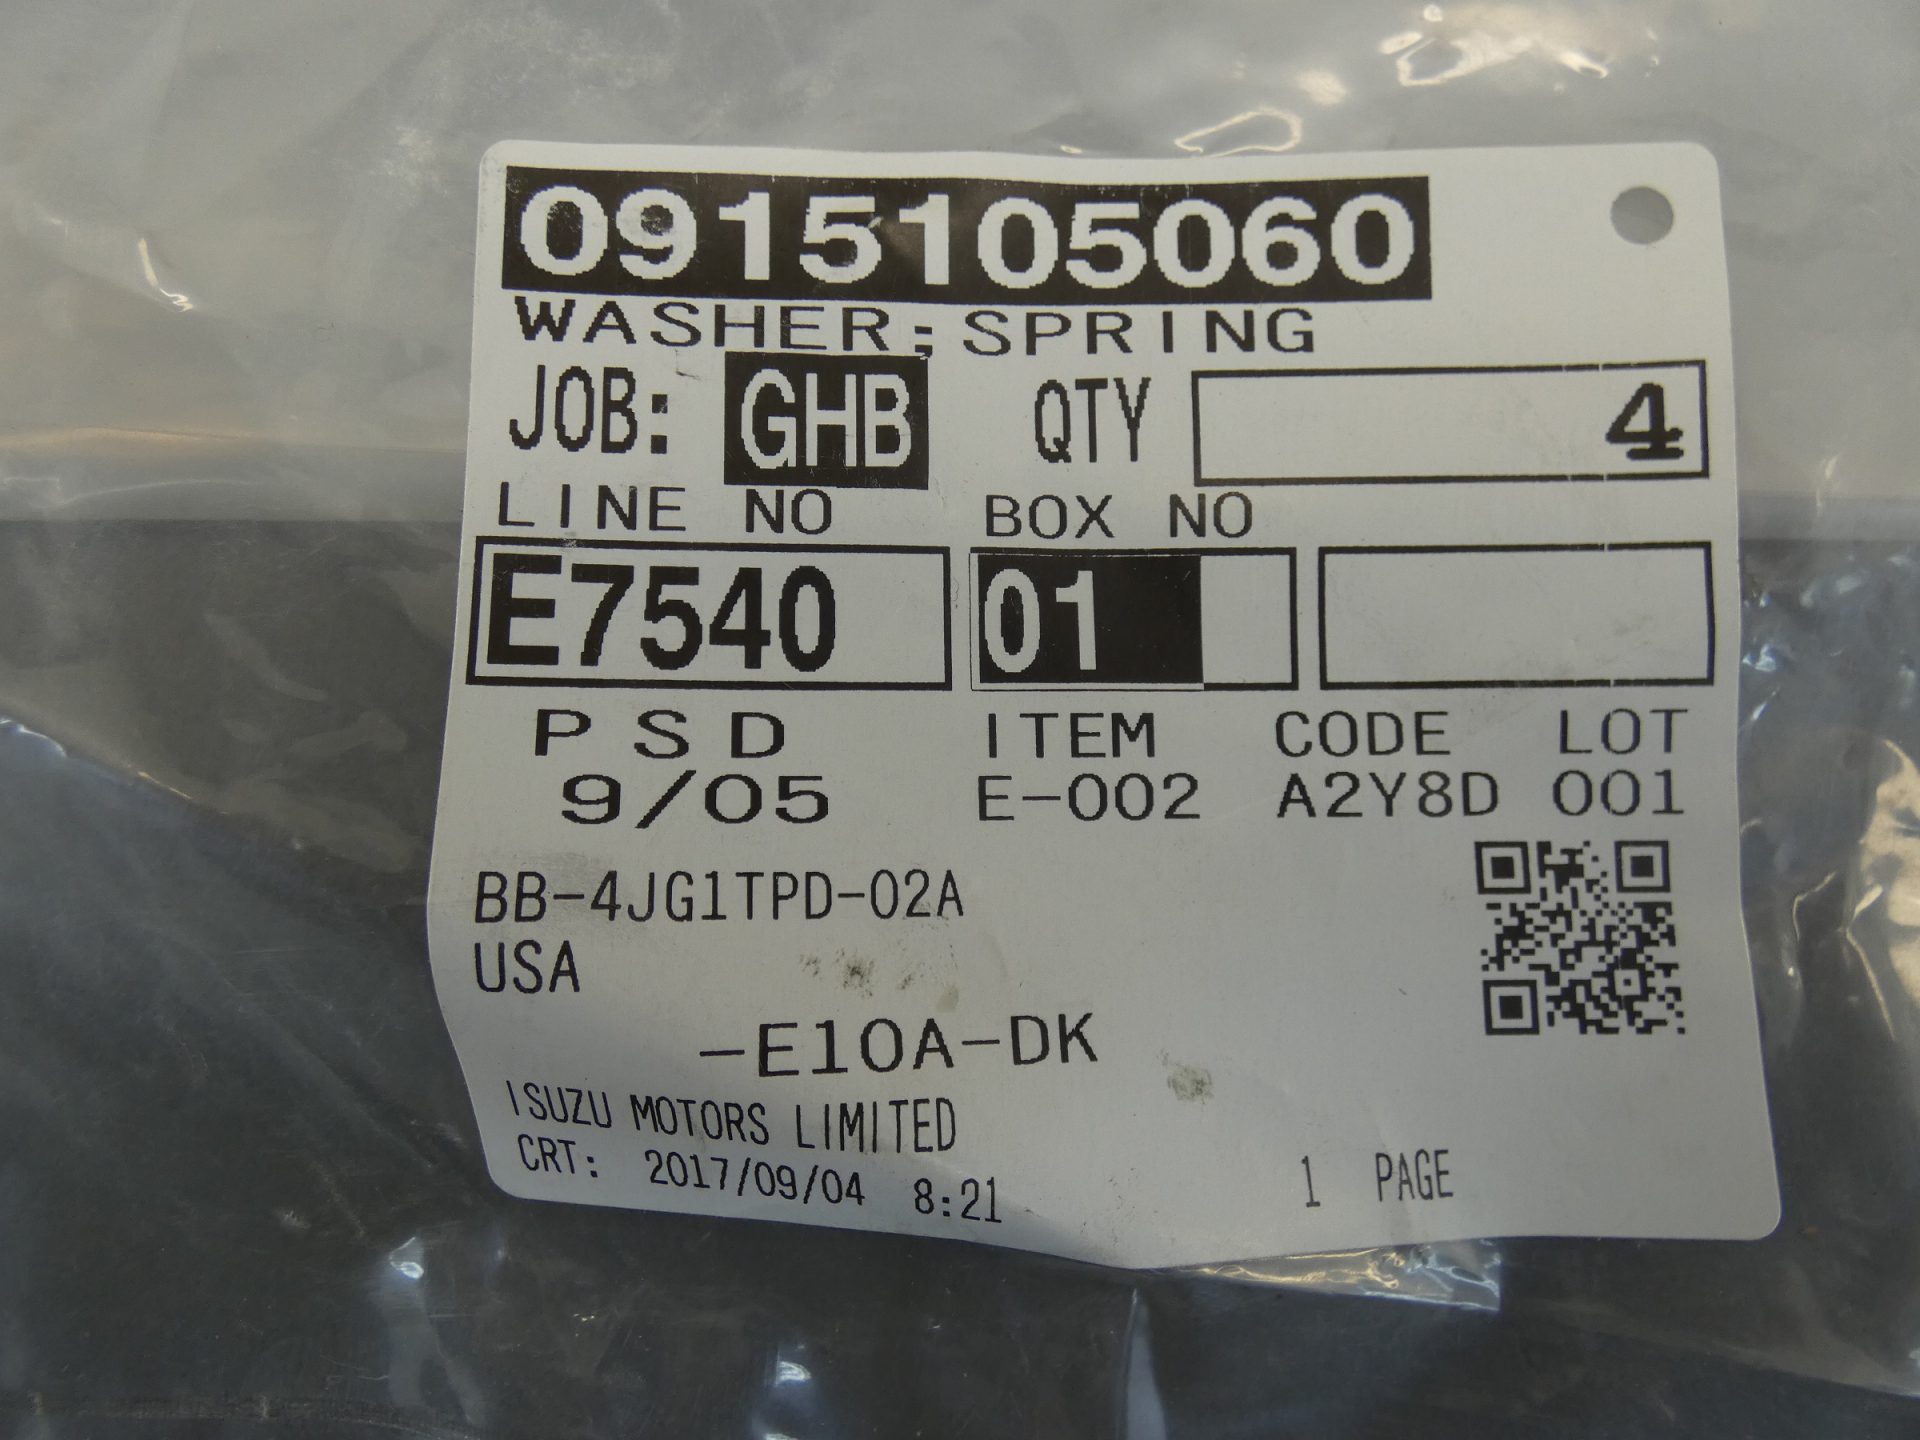 0915105060
WASHER;SPRING
JOB: GHB QTY 4
LINE NO BOX NO
E7540 01
PSD ITEM CODE LOT
9/05 E-002 A2Y8D 001
BB-4JG1TPD-02A
USA
-E10A-DK
ISUZU MOTORS LIMITED
CRT: 2017/09/04 8:21 1 PAGE